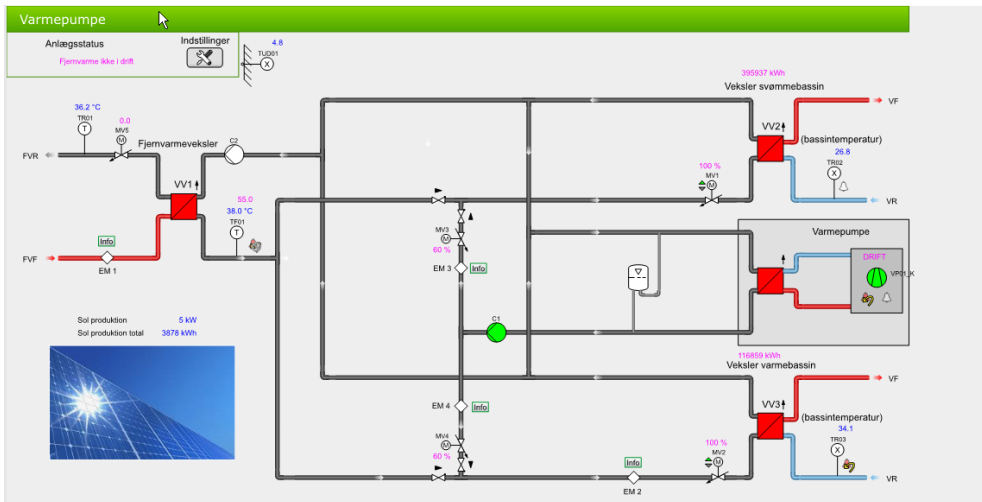 Varmepumpe
Anlægsstatus
Indstillinger
Fjernvarme ikke i drift
4.8
TUD01
X
395937 kWh
Veksler svømmebassin
VF
VV2
(bassintemperatur)
26.8
TR02
X
VR
100 %
MV1
M
36.2 °C
TR01
T
0.0
MV5
M
Fjernvarmeveksler
C2
FVR
VV1
55.0
38.0 °C
TF01
T
Info
EM 1
FVF
MV3
M
60 %
EM 3
Info
Varmepumpe
DRIFT
VP01_K
C1
Sol produktion 5 kW
Sol produktion total 3878 kWh
116859 kWh
Veksler varmebassin
VF
VV3
(bassintemperatur)
34.1
TR03
X
VR
EM 4
Info
MV4
M
60 %
100 %
MV2
M
Info
EM 2